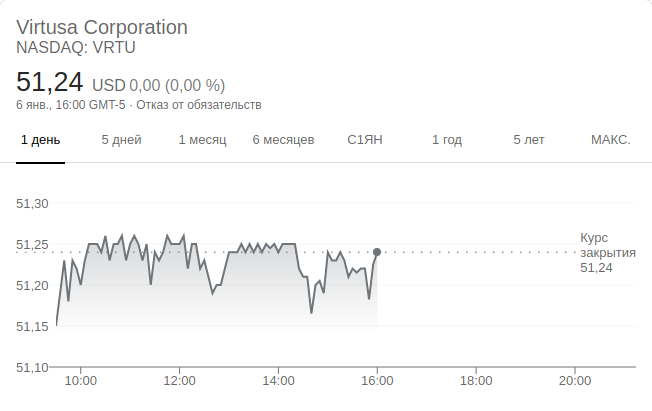 Virtusa Corporation
NASDAQ: VRTU
51,24 USD 0,00 (0,00 %)
6 янв., 16:00 GMT-5 · Отказ от обязательств
1 день 5 дней 1 месяц 6 месяцев С1ЯН 1 год 5 лет МАКС.
51,30
51,25
51,20
51,15
51,10
Курс
закрытия
51,24
10:00 12:00 14:00 16:00 18:00 20:00